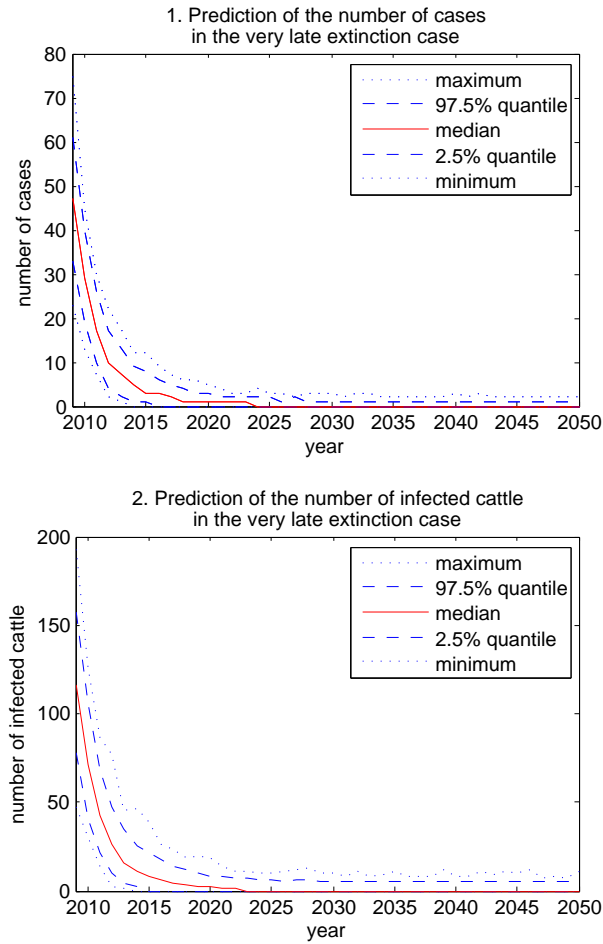 1. Prediction of the number of cases
in the very late extinction case
80
70
60
50
40
30
20
10
0
number of cases
maximum
97.5% quantile
median
2.5% quantile
minimum
2010 2015 2020 2025 2030 2035 2040 2045 2050
year
2. Prediction of the number of infected cattle
in the very late extinction case
200
150
100
50
0
number of infected cattle
maximum
97.5% quantile
median
2.5% quantile
minimum
2010 2015 2020 2025 2030 2035 2040 2045 2050
year